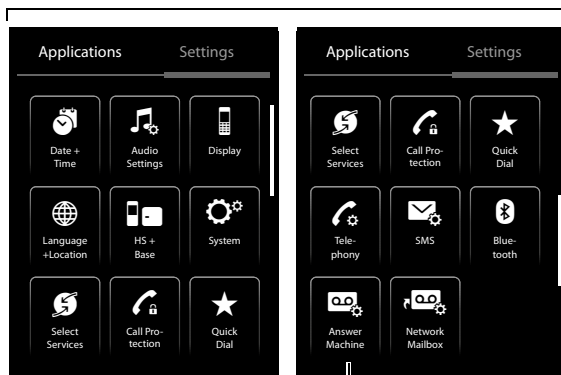 Applications Settings
Date +
Time
Audio
Settings
Display
Language
+Location
HS +
Base
System
Select
Services
Call Pro-
tection
Quick
Dial
Applications Settings
Select
Services
Call Pro-
tection
Quick
Dial
Tele-
phony
SMS
Blue-
tooth
Answer
Machine
Network
Mailbox